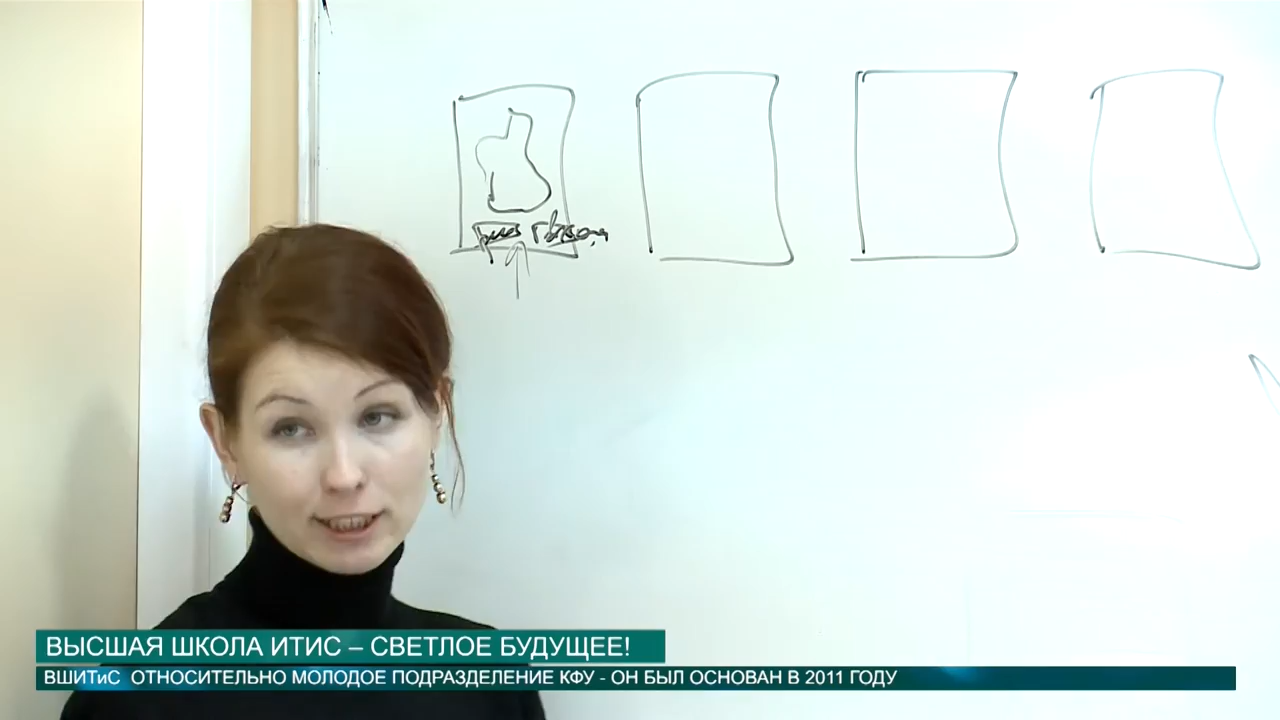 ВЫСШАЯ ШКОЛА ИТИС – СВЕТЛОЕ БУДУЩЕЕ!
ВШИТиС ОТНОСИТЕЛЬНО МОЛОДОЕ ПОДРАЗДЕЛЕНИЕ КФУ - ОН БЫЛ ОСНОВАН В 2011 ГОДУ